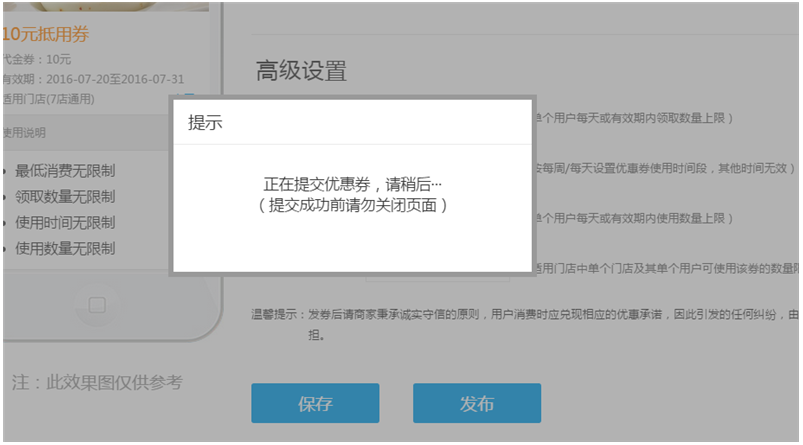 10元抵用券
代金券：10元
有效期：2016-07-20至2016-07-31
适用门店(7店通用)
使用说明
最低消费无限制
领取数量无限制
使用时间无限制
使用数量无限制
注：此效果图仅供参考
高级设置
单个用户每天或有效期内领取数量上限）
按每周/每天设置优惠券使用时间段，其他时间无效）
单个用户每天或有效期内使用数量上限）
适用门店中单个门店及其单个用户可使用该券的数量限
提示
正在提交优惠券，请稍后···
（提交成功前请勿关闭页面）
温馨提示：发券后请商家秉承诚实守信的原则，用户消费时应兑现相应的优惠承诺，因此引发的任何纠纷，由
担。
保存
发布